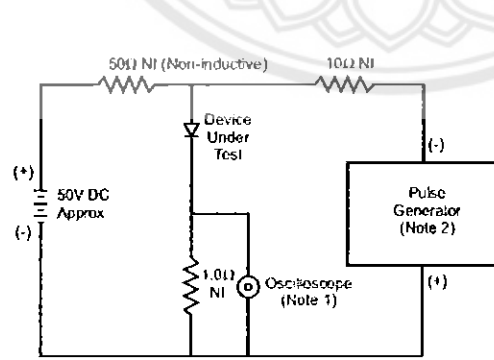 50Ω NI (Non-inductive)
10Ω NI
Device
Under
Test
(+)
50V DC
Approx
(-)
(-)
Pulse
Generator
(Note 2)
(+)
1.0Ω
NI
Oscilloscope
(Note 1)